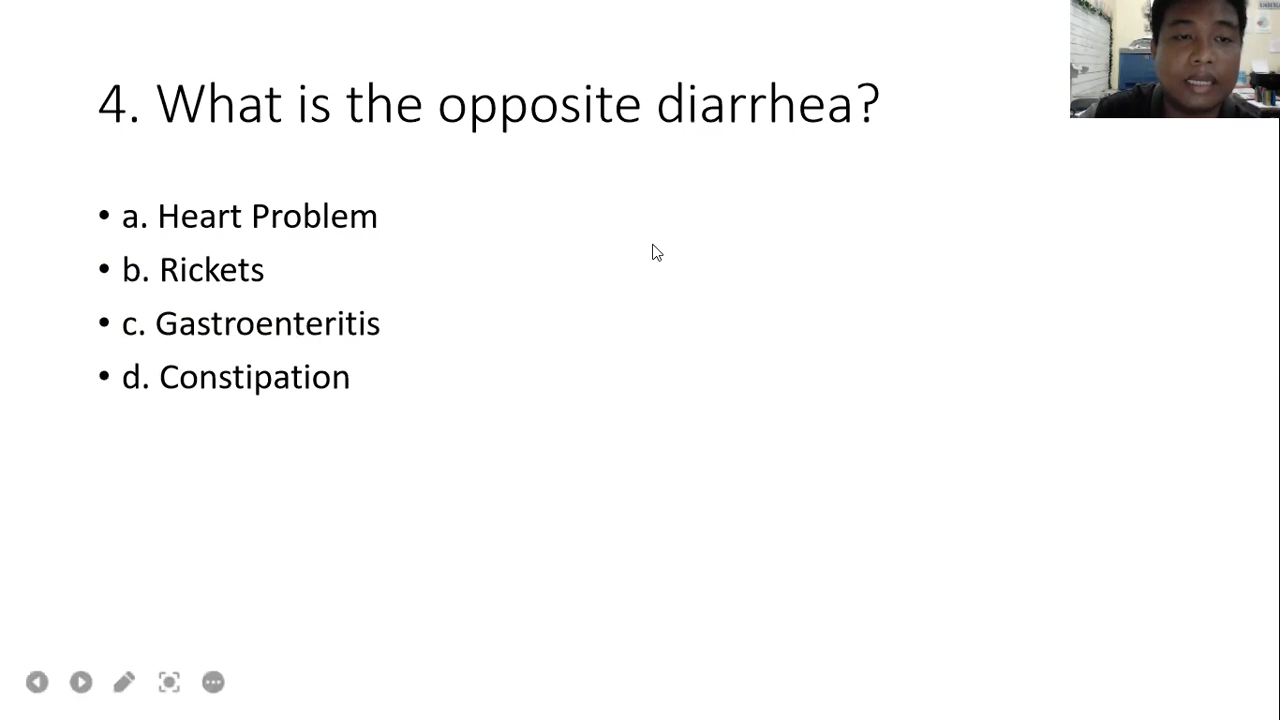 4. What is the opposite diarrhea?
• a. Heart Problem
• b. Rickets
• c. Gastroenteritis
• d. Constipation